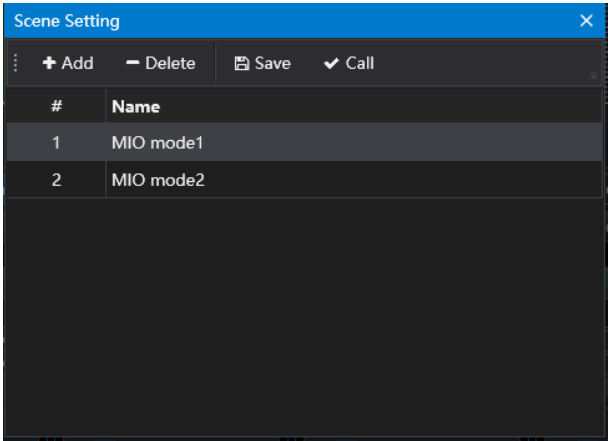 Scene Setting
Add Delete Save Call
# Name
1 MIO mode1
2 MIO mode2